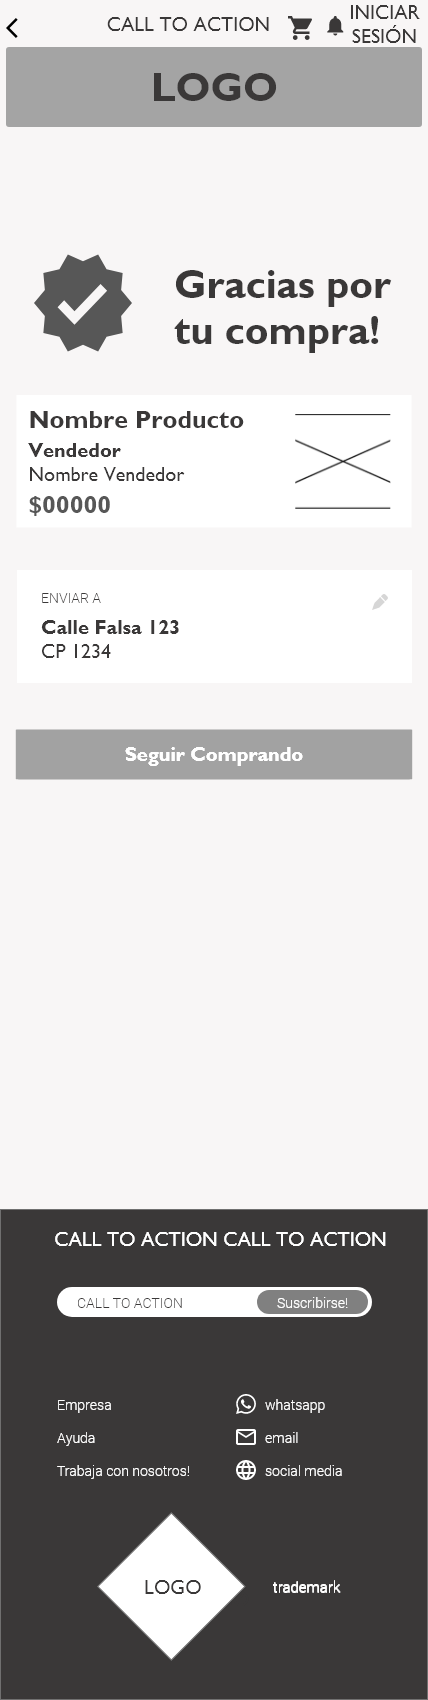 CALL TO ACTION
INICIAR
SESIÓN
LOGO
Gracias por
tu compra!
Nombre Producto
Vendedor
Nombre Vendedor
$00000
ENVIAR A
Calle Falsa 123
CP 1234
Seguir Comprando
CALL TO ACTION CALL TO ACTION
CALL TO ACTION Suscribirse!
Empresa whatsapp
Ayuda email
Trabaja con nosotros! social media
LOGO trademark